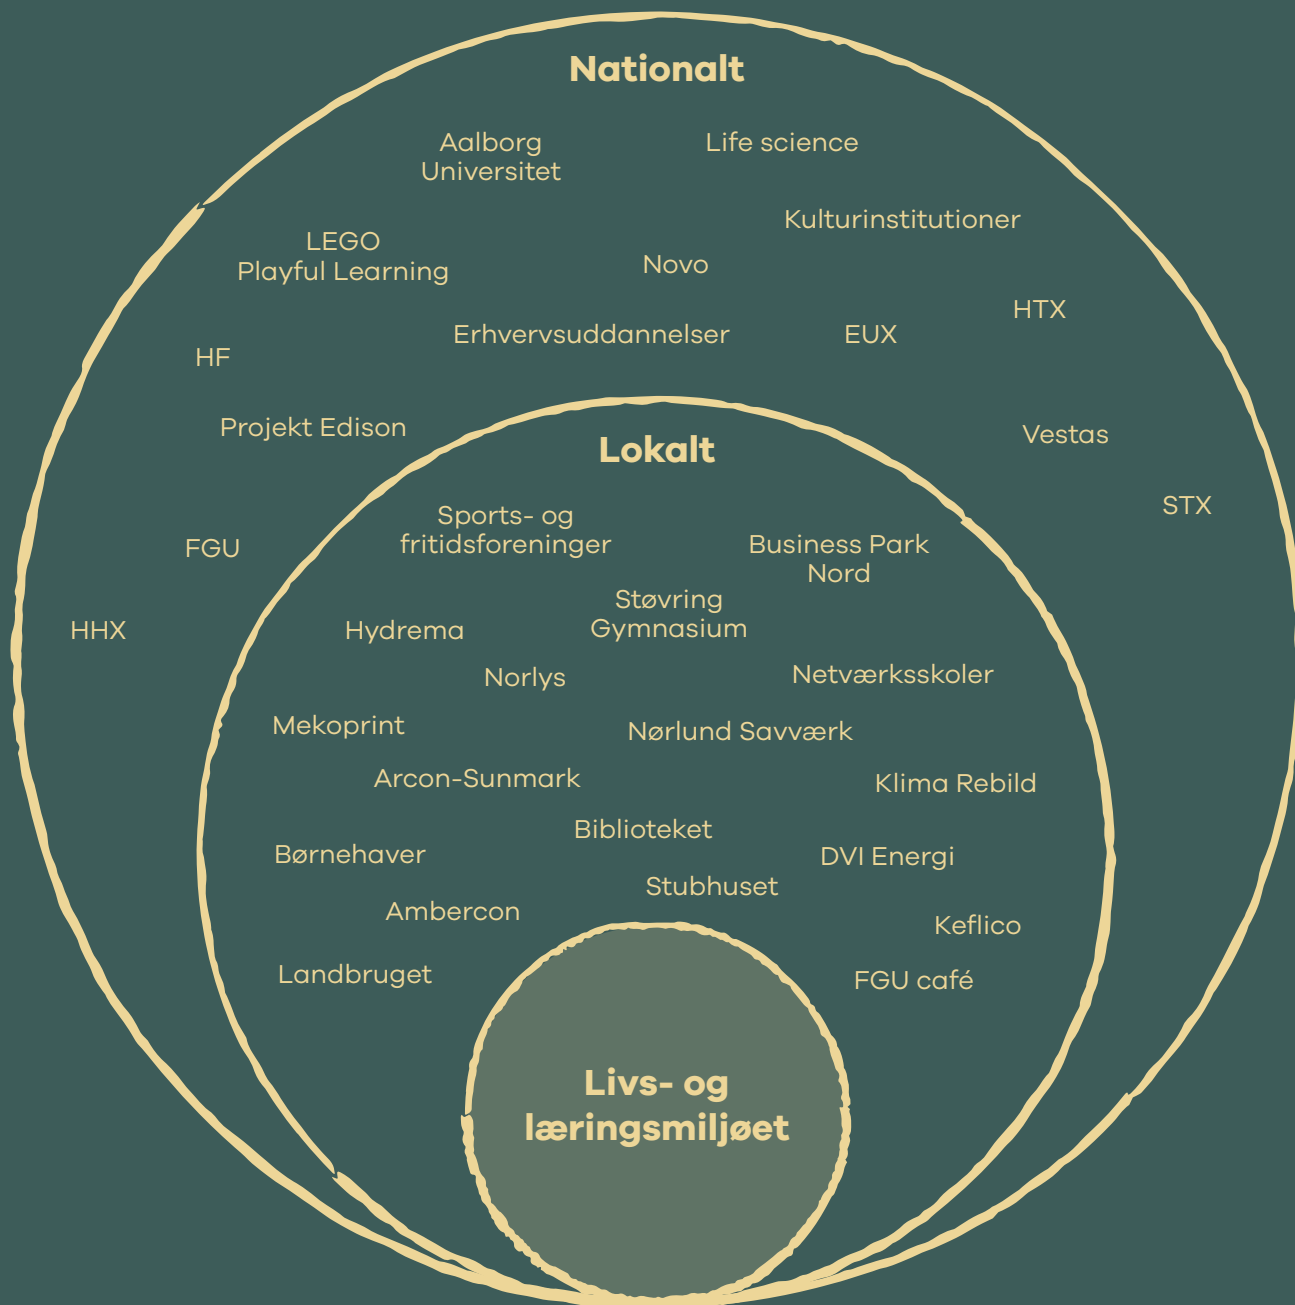 Nationalt
Aalborg
Universitet
Life science
Kulturinstitutioner
LEGO
Playful Learning
Novo
HTX
Erhvervsuddannelser
EUX
HF
Projekt Edison
Vestas
STX
FGU
HHX
Lokalt
Sports- og
fritidsforeninger
Business Park
Nord
Støvring
Gymnasium
Hydrema
Norlys
Netværksskoler
Mekoprint
Nørlund Savværk
Arcon-Sunmark
Klima Rebild
Biblioteket
Børnehaver
DVI Energi
Stubhuset
Ambercon
Keflico
Landbruget
FGU café
Livs- og
læringsmiljøet